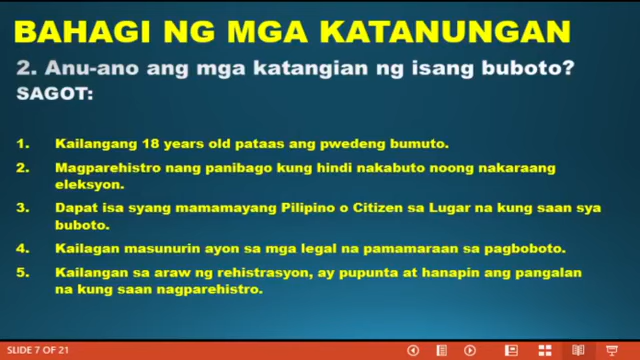 BAHAGI NG MGA KATANUNGAN
2. Anu-ano ang mga katangian ng isang buboto?
SAGOT:
1. Kailangang 18 years old pataas ang pwedeng bumuto.
2. Magparehistro nang panibago kung hindi nakabuto noong nakaraang
eleksyon.
3. Dapat isa syang mamamayang Pilipino o Citizen sa Lugar na kung saan sya
buboto.
4. Kailagan masunurin ayon sa mga legal na pamamaraan sa pagboboto.
5. Kailangan sa araw ng rehistrasyon, ay pupunta at hanapin ang pangalan
na kung saan nagparehistro.
SLIDE 7 OF 21